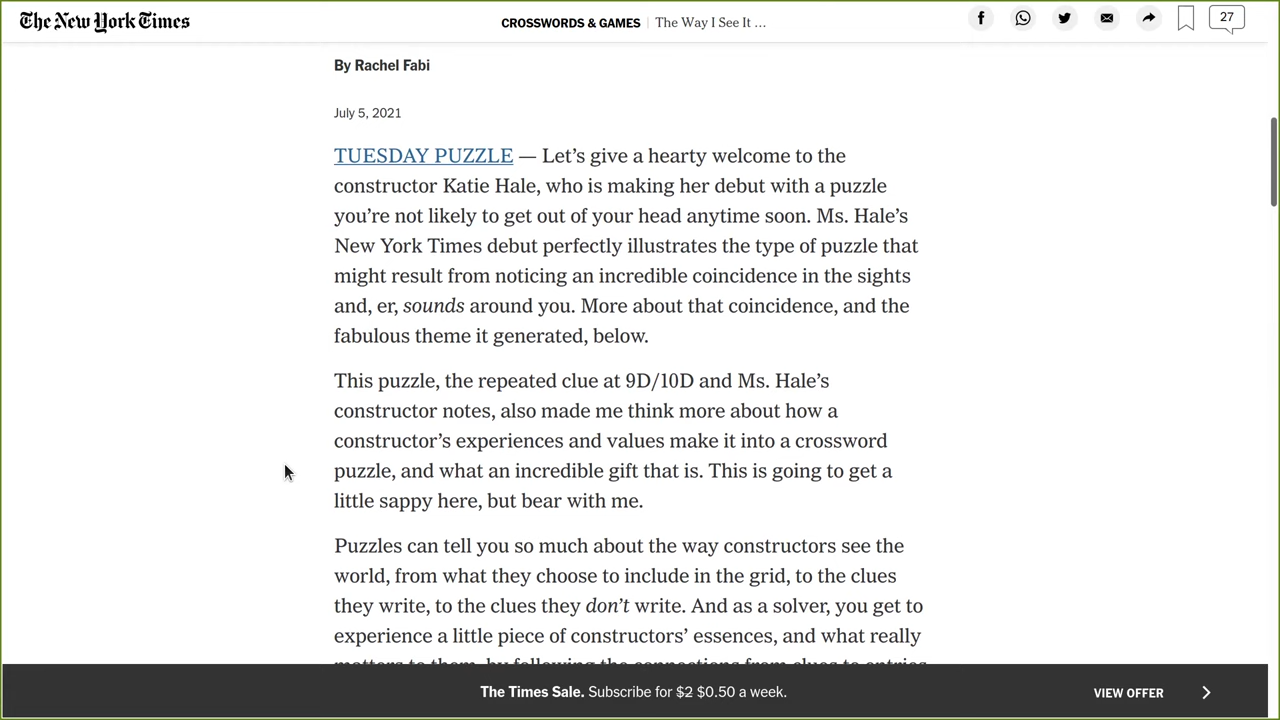 The New York Times
CROSSWORDS & GAMES | The Way I See It ...
27
By Rachel Fabi
July 5, 2021
TUESDAY PUZZLE — Let’s give a hearty welcome to the
constructor Katie Hale, who is making her debut with a puzzle
you’re not likely to get out of your head anytime soon. Ms. Hale’s
New York Times debut perfectly illustrates the type of puzzle that
might result from noticing an incredible coincidence in the sights
and, er, sounds around you. More about that coincidence, and the
fabulous theme it generated, below.
This puzzle, the repeated clue at 9D/10D and Ms. Hale’s
constructor notes, also made me think more about how a
constructor’s experiences and values make it into a crossword
puzzle, and what an incredible gift that is. This is going to get a
little sappy here, but bear with me.
Puzzles can tell you so much about the way constructors see the
world, from what they choose to include in the grid, to the clues
they write, to the clues they don’t write. And as a solver, you get to
experience a little piece of constructors’ essences, and what really
matters to them, by following the connections from clues to entries
The Times Sale. Subscribe for $2 $0.50 a week.
VIEW OFFER